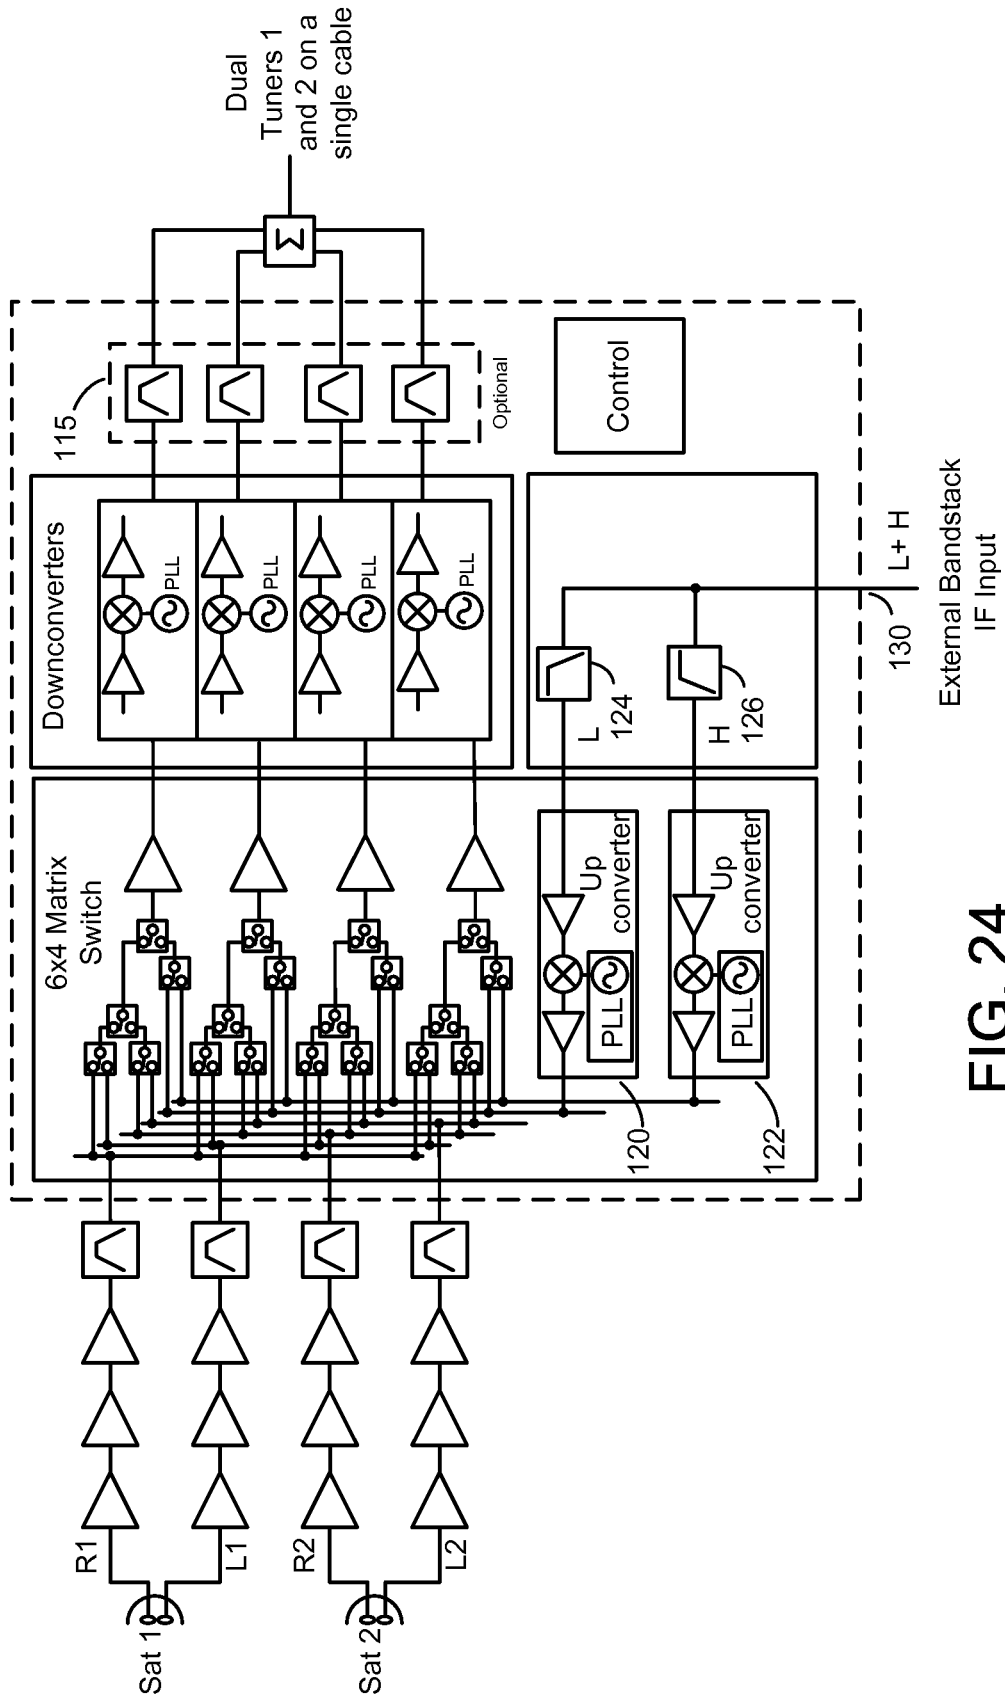 Sat 1
R1
L1
Sat 2
R2
L2
6x4 Matrix
Switch
Downconverters
PLL
PLL
PLL
PLL
115
Optional
Dual
Tuners 1
and 2 on a
single cable
Σ
Up
converter
PLL
120
Up
converter
PLL
122
L
124
H
126
Control
130
L+ H
External Bandstack
IF Input
FIG. 24